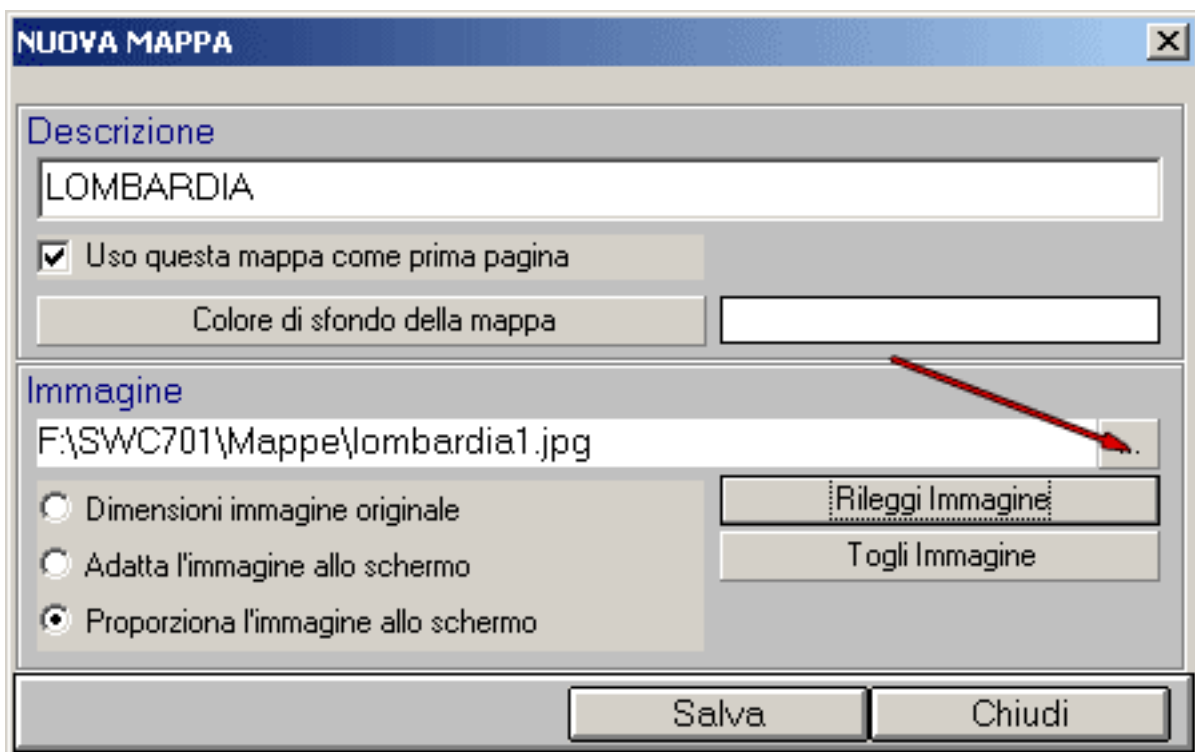 NUOVA MAPPA
Descrizione
LOMBARDIA
Uso questa mappa come prima pagina
Colore di sfondo della mappa
Immagine
F:\SWC701\Mappe\lombardia1.jpg
...
Dimensioni immagine originale
Rileggi Immagine
Adatta l'immagine allo schermo
Togli Immagine
Proporziona l'immagine allo schermo
Salva
Chiudi